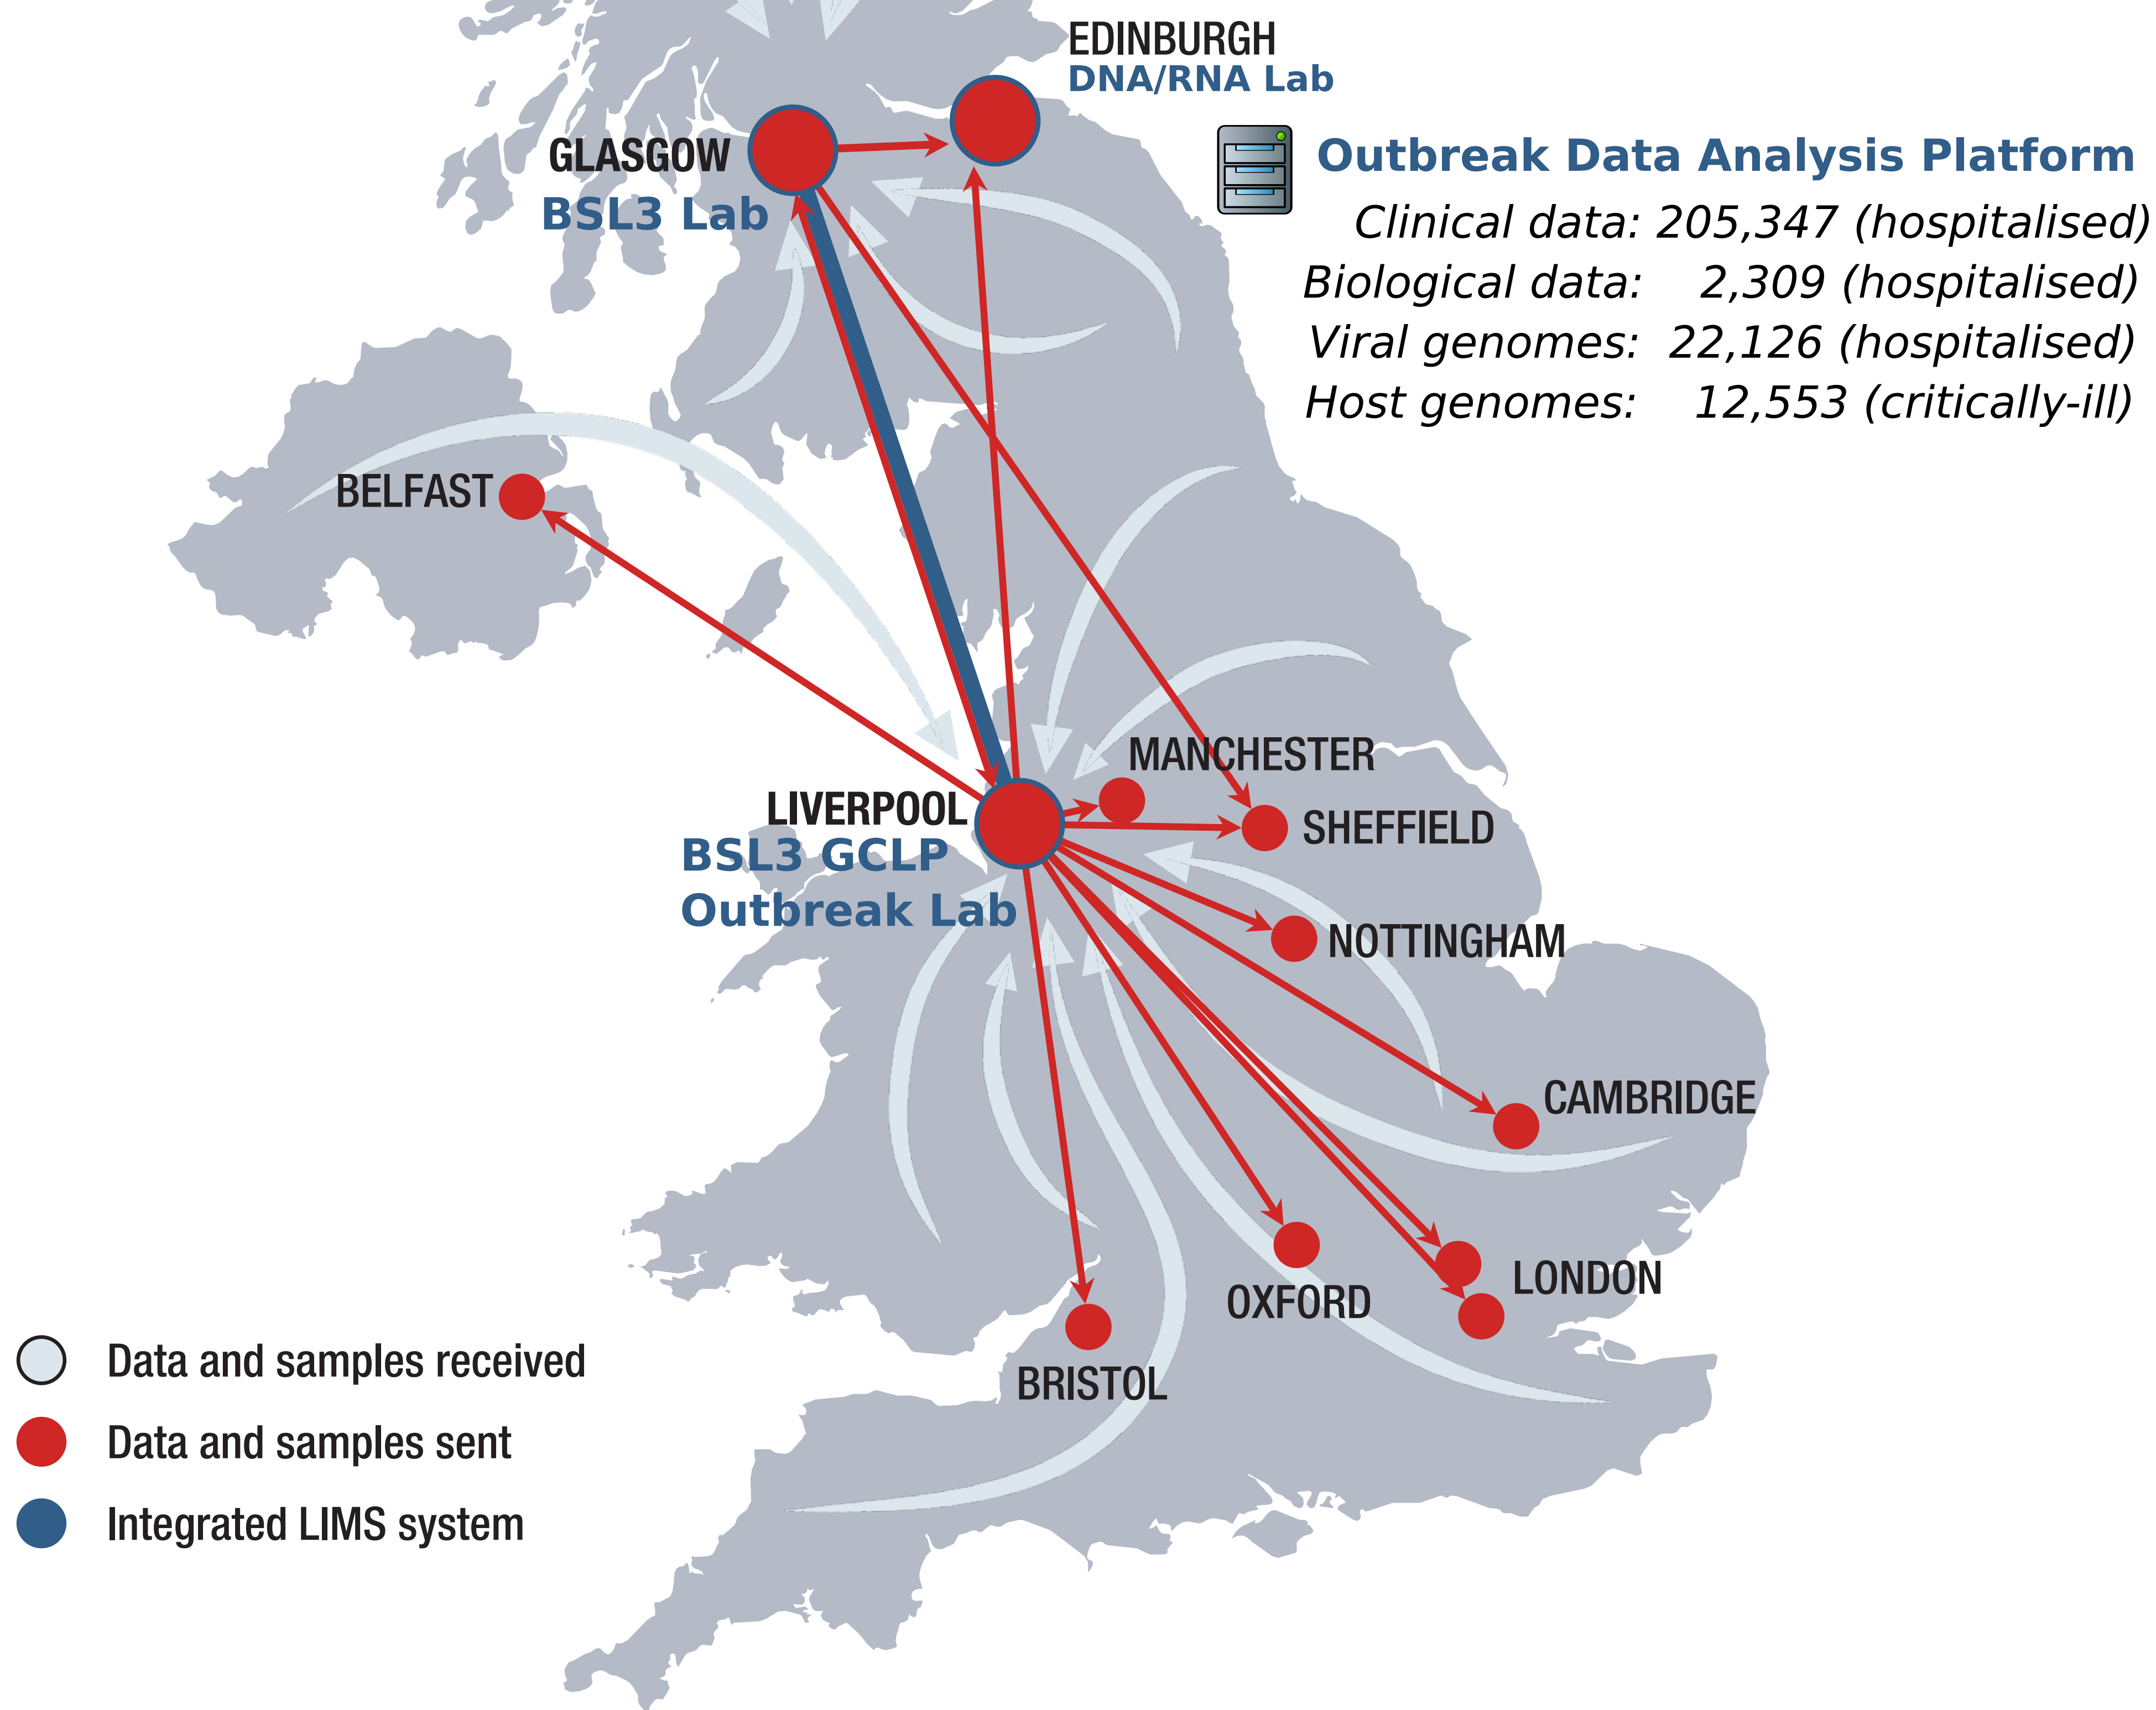 EDINBURGH
DNA/RNA Lab
GLASGOW
BSL3 Lab
Outbreak Data Analysis Platform
Clinical data: 205,347 (hospitalised)
Biological data: 2,309 (hospitalised)
Viral genomes: 22,126 (hospitalised)
Host genomes: 12,553 (critically-ill)
BELFAST
MANCHESTER
LIVERPOOL
BSL3 GCLP
Outbreak Lab
SHEFFIELD
NOTTINGHAM
CAMBRIDGE
LONDON
OXFORD
BRISTOL
Data and samples received
Data and samples sent
Integrated LIMS system